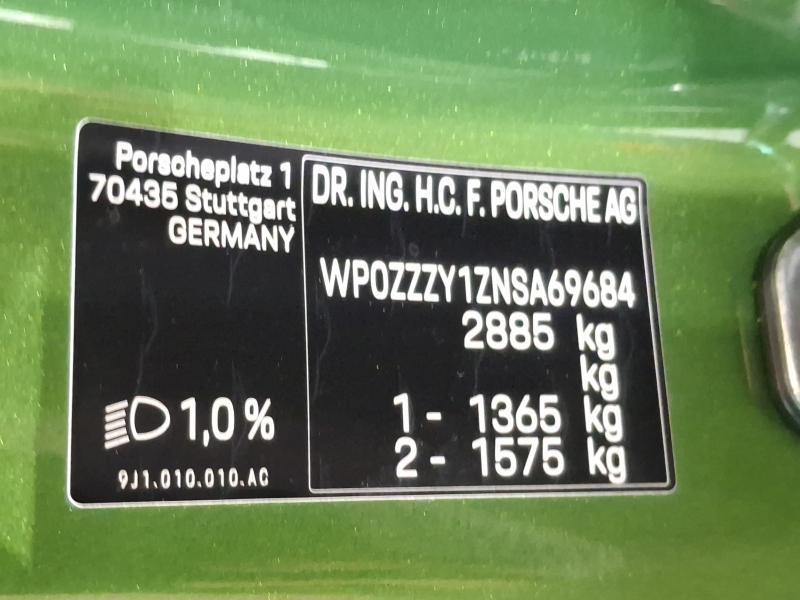 Porscheplatz 1
70435 Stuttgart
GERMANY
1,0 %
9J1.010.010.AC
DR. ING. H.C. F. PORSCHE AG
WP0ZZZY1ZNSA69684
2885 kg
kg
1 - 1365 kg
2 - 1575 kg